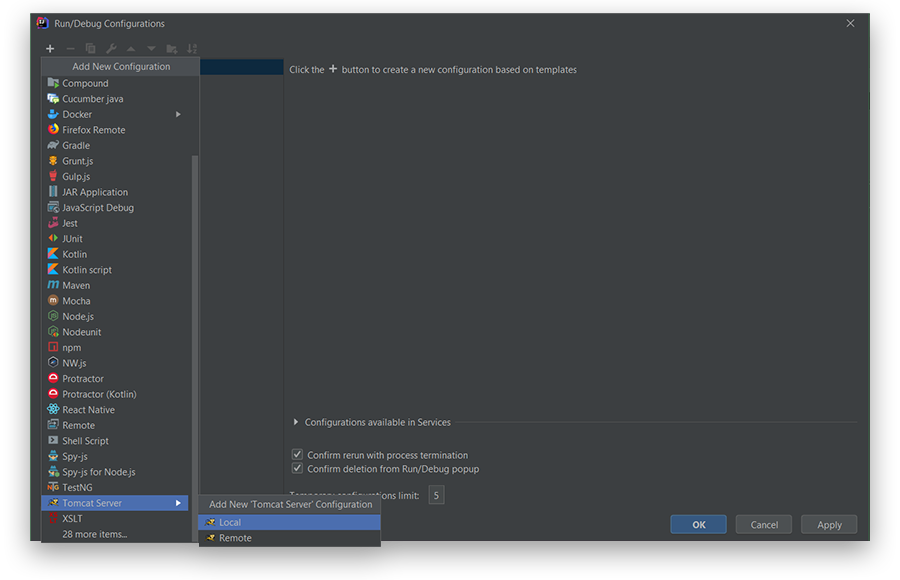 Run/Debug Configurations
Add New Configuration
Click the + button to create a new configuration based on templates
Compound
Cucumber java
Docker
Firefox Remote
Gradle
Grunt.js
Gulp.js
JAR Application
JavaScript Debug
Jest
JUnit
Kotlin
Kotlin script
Maven
Mocha
Node.js
Nodeunit
npm
NW.js
Protractor
Protractor (Kotlin)
React Native
Remote
Shell Script
Spy-js
Spy-js for Node.js
TestNG
Tomcat Server
XSLT
28 more items...
Configurations available in Services
Confirm rerun with process termination
Confirm deletion from Run/Debug popup
Temporary configurations limit: 5
Add New 'Tomcat Server' Configuration
Local
Remote
OK Cancel Apply